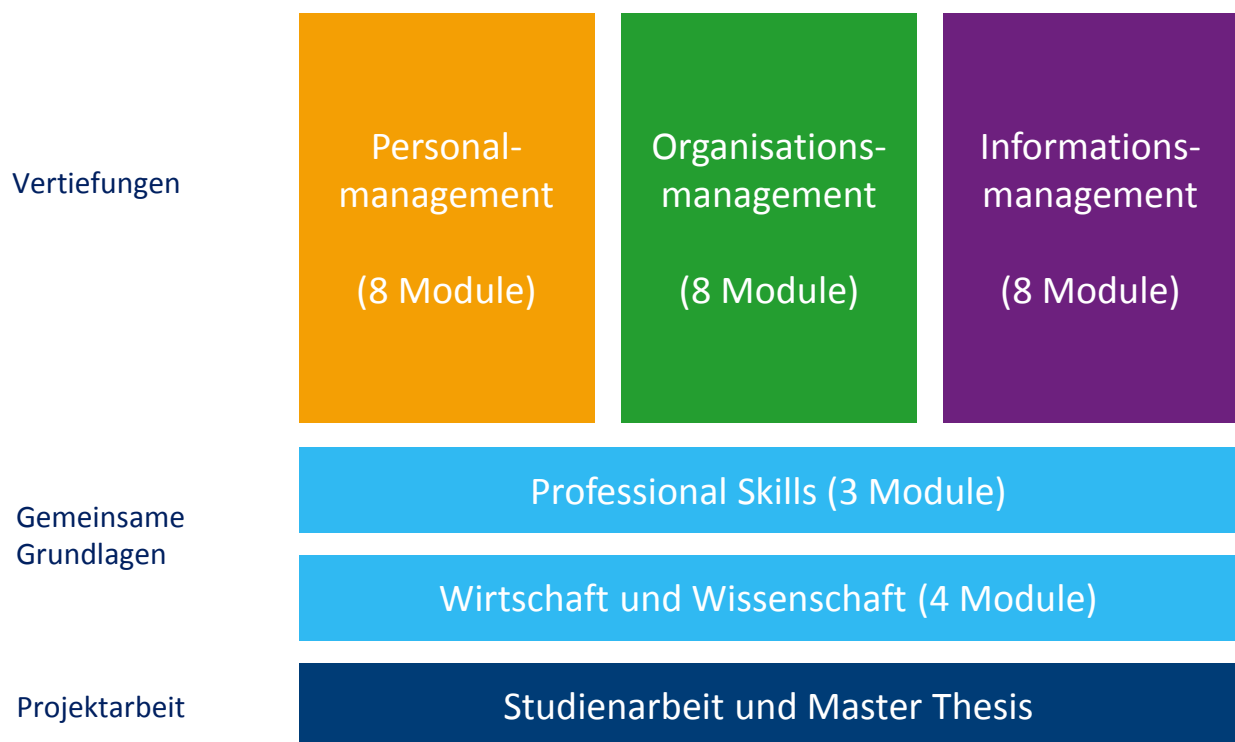 Vertiefungen
Personal-
management
(8 Module)
Organisations-
management
(8 Module)
Informations-
management
(8 Module)
Gemeinsame
Grundlagen
Professional Skills (3 Module)
Wirtschaft und Wissenschaft (4 Module)
Projektarbeit
Studienarbeit und Master Thesis